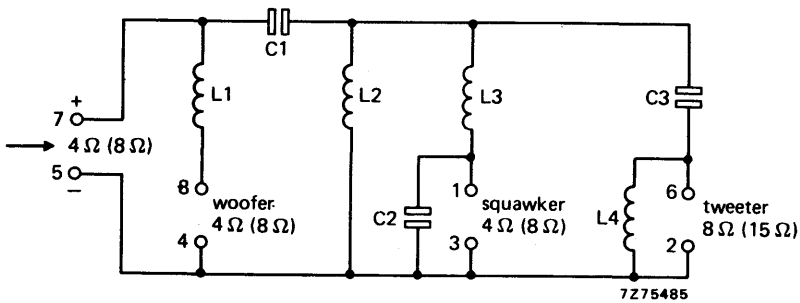 C1
L1
L2
L3
C3
7 +
4 Ω (8 Ω)
5 −
8
woofer
4 Ω (8 Ω)
4
C2
1
squawker
4 Ω (8 Ω)
3
L4
6
tweeter
8 Ω (15 Ω)
2
7Z75485